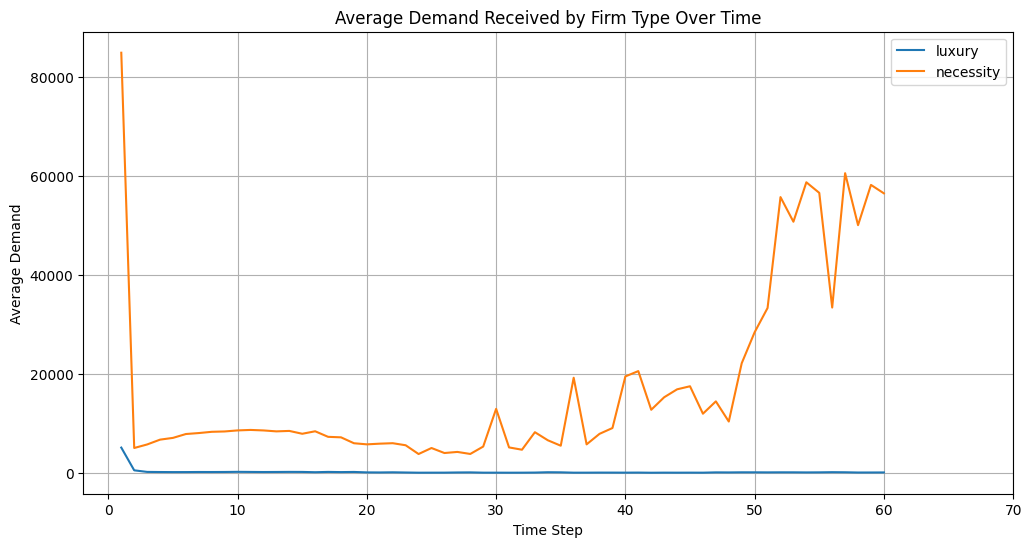 Average Demand Received by Firm Type Over Time
luxury
necessity
Average Demand
80000
60000
40000
20000
0
0 10 20 30 40 50 60 70
Time Step